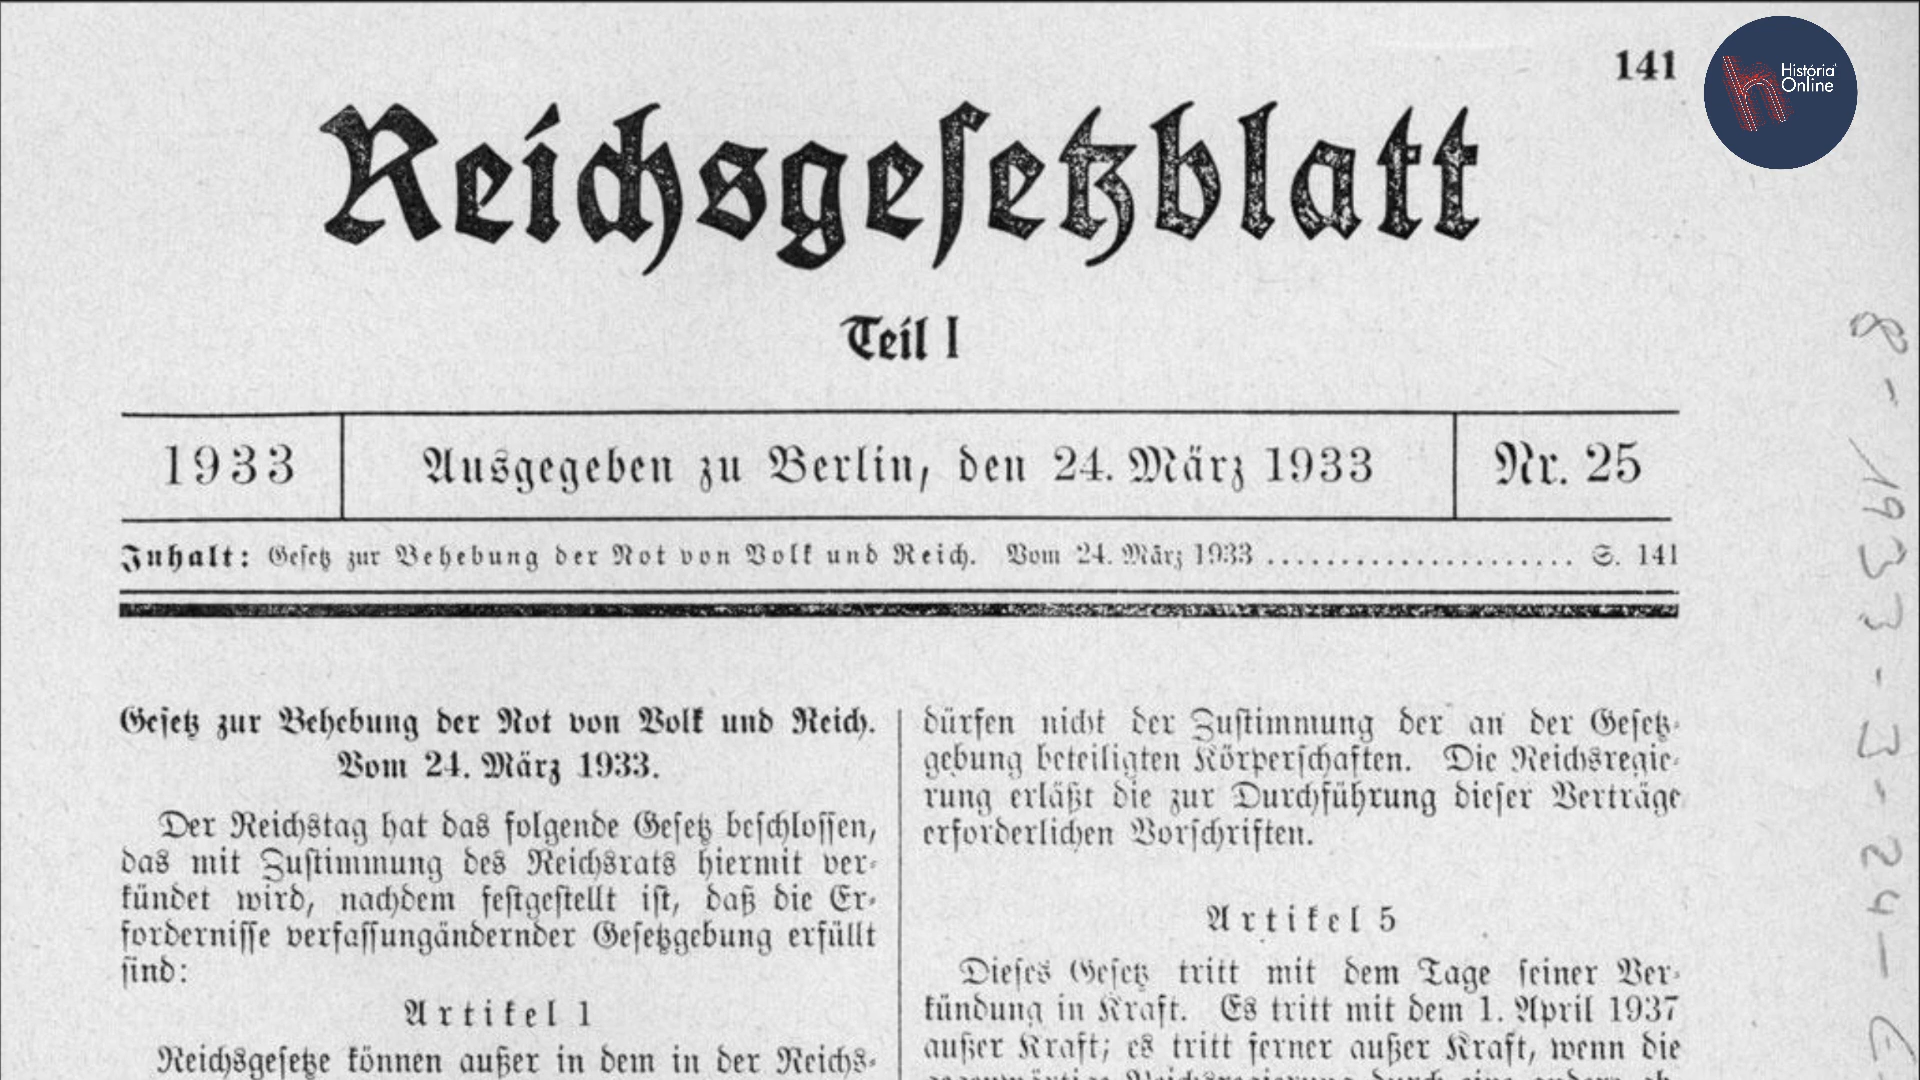 141
História Online
Reichsgesetzblatt
Teil I
1933
Ausgegeben zu Berlin, den 24. März 1933
Nr. 25
Inhalt: Gesetz zur Behebung der Not von Volk und Reich. Vom 24. März 1933 .................... S. 141
Gesetz zur Behebung der Not von Volk und Reich.
Vom 24. März 1933.
Der Reichstag hat das folgende Gesetz beschlossen,
das mit Zustimmung des Reichsrats hiermit ver-
kündet wird, nachdem festgestellt ist, daß die Er-
fordernisse verfassungändernder Gesetzgebung erfüllt
sind:
Artikel 1
Reichsgesetze können außer in dem in der Reichs-
dürfen nicht der Zustimmung der an der Gesetz-
gebung beteiligten Körperschaften. Die Reichsregie-
rung erläßt die zur Durchführung dieser Verträge
erforderlichen Vorschriften.
Artikel 5
Dieses Gesetz tritt mit dem Tage seiner Ver-
kündung in Kraft. Es tritt mit dem 1. April 1937
außer Kraft; es tritt ferner außer Kraft, wenn die
8-1933-3-24-